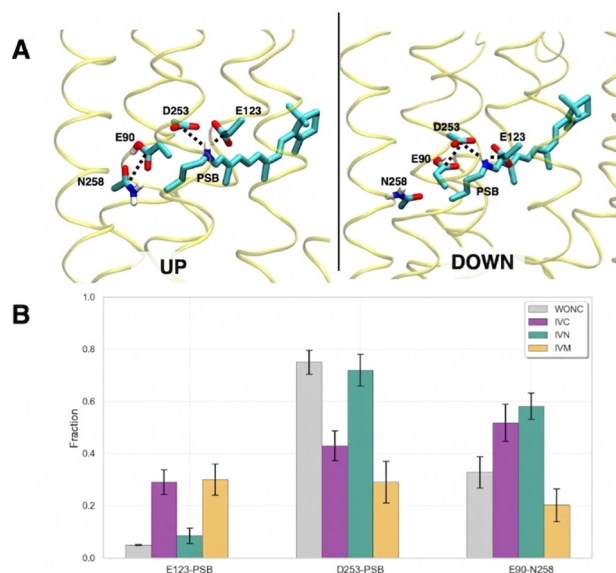 A
D253
E123
E90
N258
PSB
UP
D253
E123
E90
N258
PSB
DOWN
B
1.0
0.8
0.6
0.4
0.2
0.0
Fraction
WONC
IVC
IVN
IVM
E123-PSB
D253-PSB
E90-N258